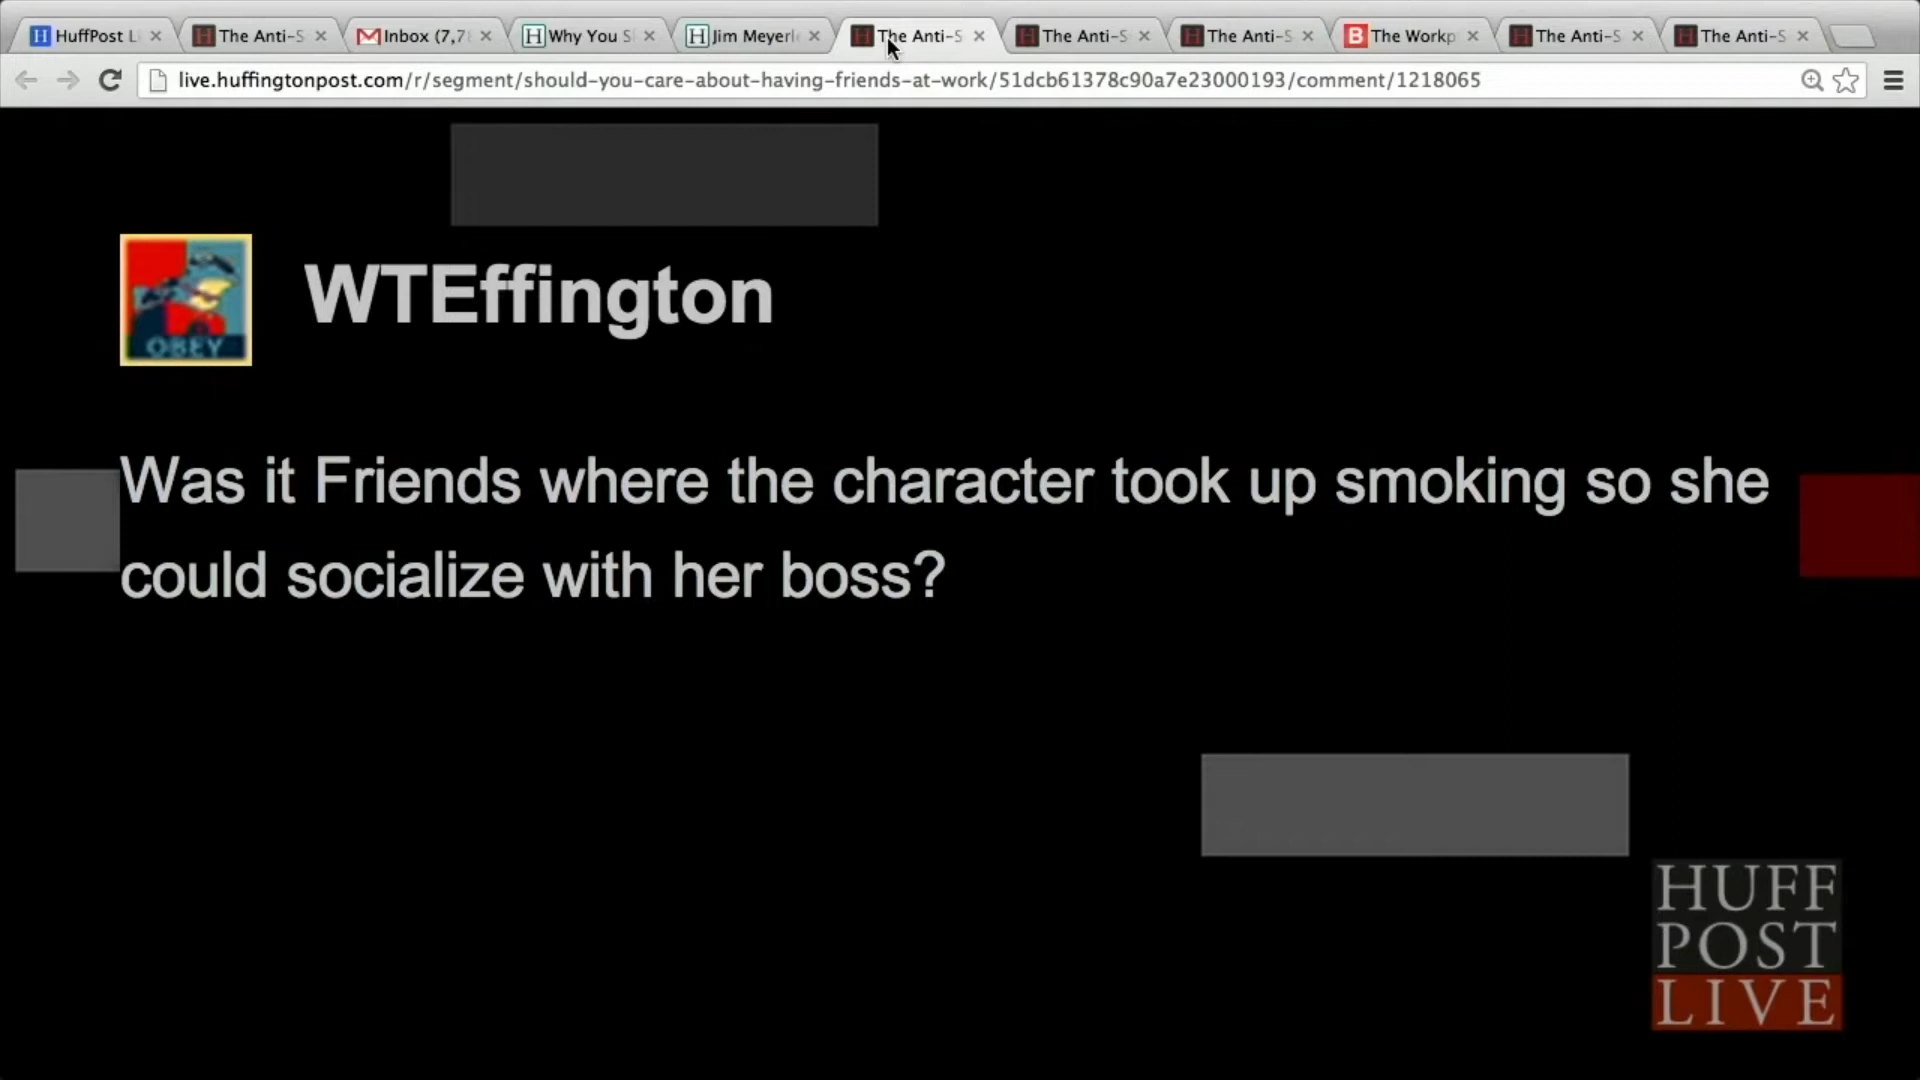 HuffPost L
The Anti-S
Inbox (7,7
Why You S
Jim Meyerl
The Anti-S
The Anti-S
The Anti-S
B
The Workp
The Anti-S
The Anti-S
live.huffingtonpost.com/r/segment/should-you-care-about-having-friends-at-work/51dcb61378c90a7e23000193/comment/1218065
OBEY
WTEffington
Was it Friends where the character took up smoking so she
could socialize with her boss?
HUFF
POST
LIVE